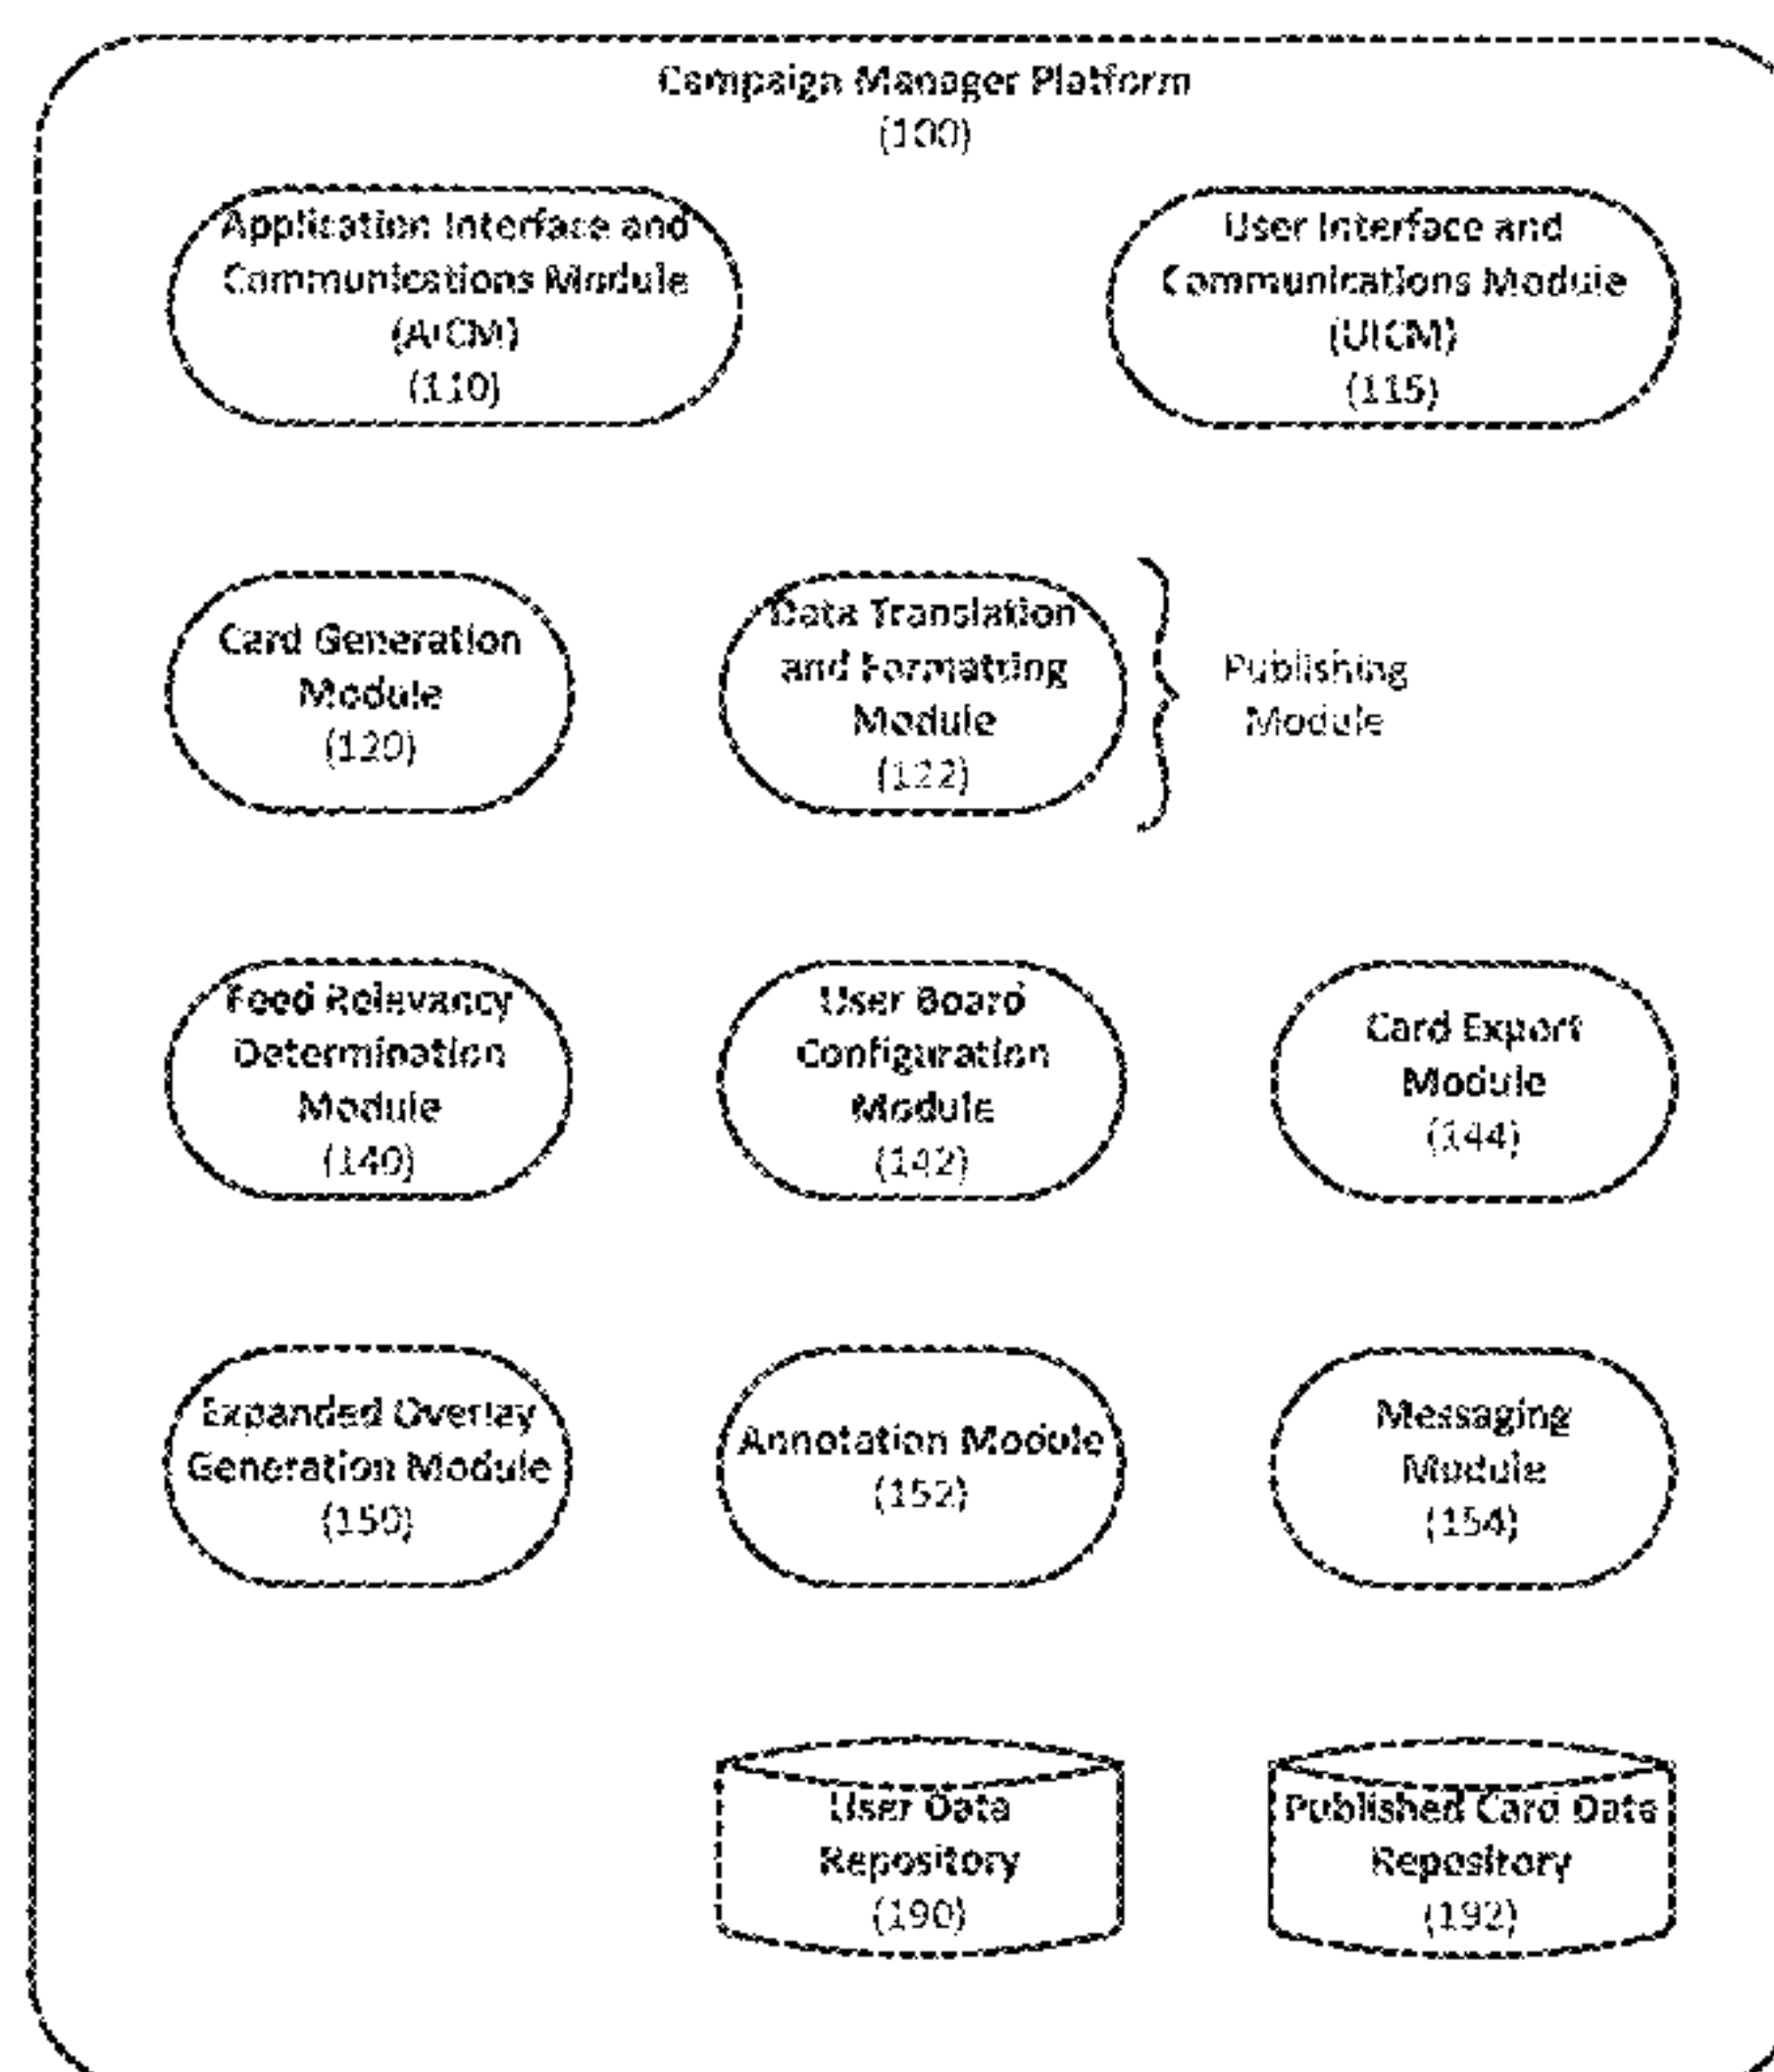 Campaign Manager Platform
(100)
Application Interface and
Communications Module
(AICM)
(110)
User Interface and
Communications Module
(UICM)
(115)
Card Generation
Module
(120)
Data Translation
and Formatting
Module
(122)
Publishing
Module
Feed Relevancy
Determination
Module
(140)
User Board
Configuration
Module
(142)
Card Export
Module
(144)
Expanded Overlay
Generation Module
(150)
Annotation Module
(152)
Messaging
Module
(154)
User Data
Repository
(190)
Published Card Data
Repository
(192)